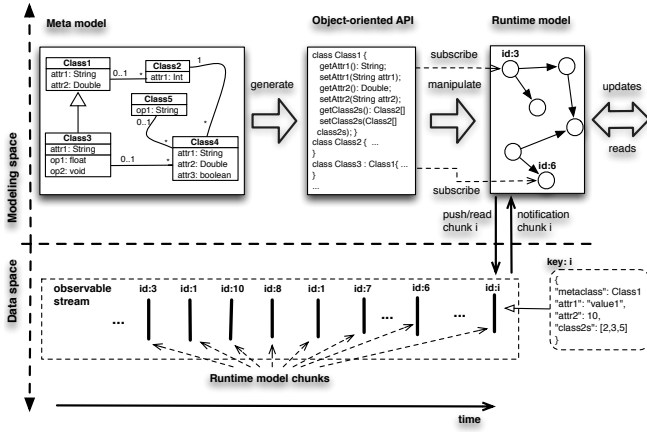 Meta model
Class1
attr1: String
attr2: Double
0..1
*
Class2
attr1: Int
1
Class5
op1: String
0..1
*
*
Class3
attr1: String
op1: float
op2: void
0..1
*
Class4
attr1: String
attr2: Double
attr3: boolean
generate
Object-oriented API
class Class1 {
getAttr1(): String;
setAttr1(String attr1);
getAttr2(): Double;
setAttr2(String attr2);
getClass2s(): Class2[]
setClass2s(Class2[]
class2s); }
class Class2 { ...
}
class Class3 : Class1{ ...
}
...
subscribe
manipulate
subscribe
Runtime model
id:3
id:6
updates
reads
push/read
chunk i
notification
chunk i
Modeling space
Data space
observable
stream
...
id:3
id:1
id:10
id:8
id:1
id:7
...
id:6
...
id:i
Runtime model chunks
key: i
{
"metaclass": Class1
"attr1": "value1",
"attr2": 10,
"class2s": [2,3,5]
}
time